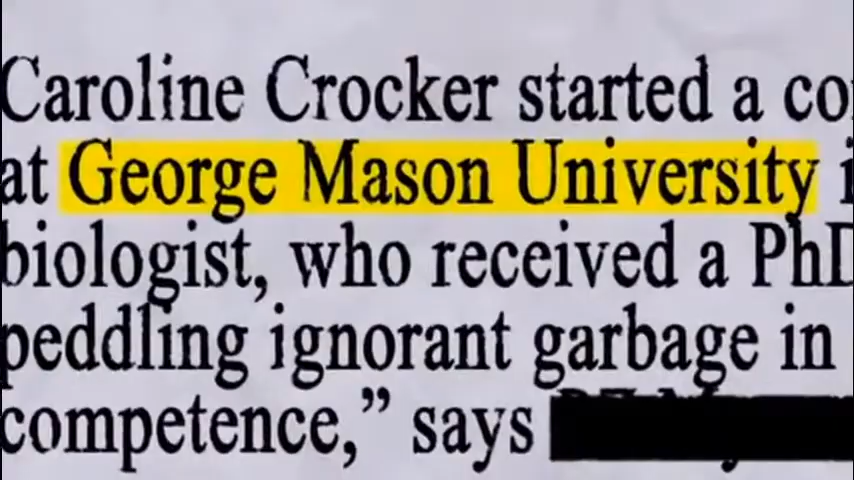 Caroline Crocker started a co
at George Mason University i
biologist, who received a PhD
peddling ignorant garbage in
competence,” says